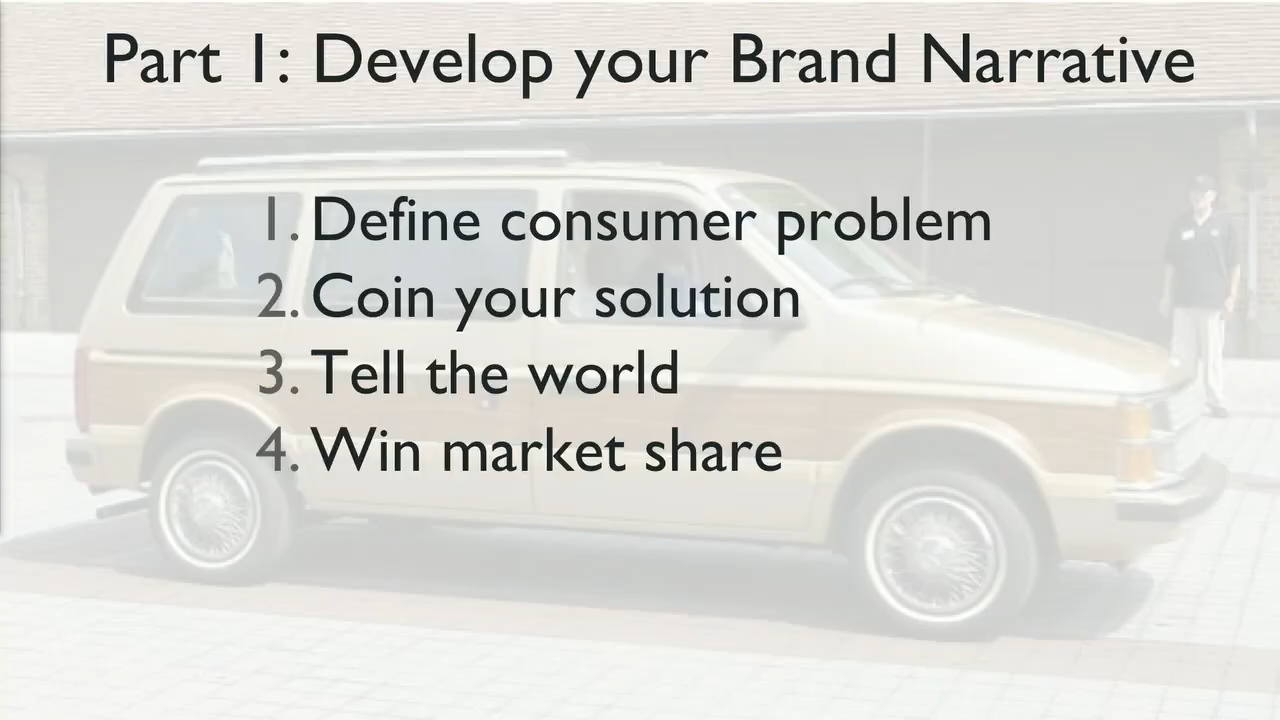 Part 1: Develop your Brand Narrative
1. Define consumer problem
2. Coin your solution
3. Tell the world
4. Win market share